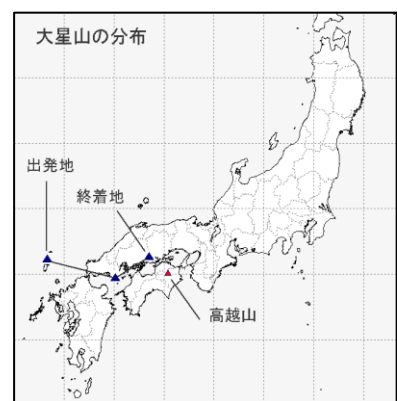 大星山の分布
出発地
終着地
高越山